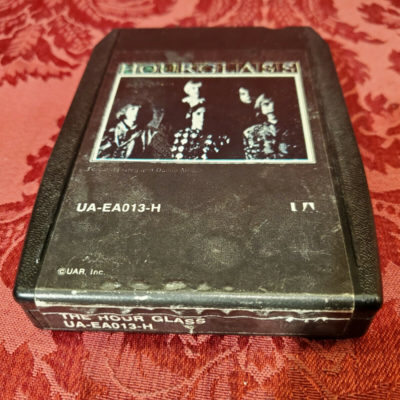 HOURGLASS
UA-EA013-H
UA
©UAR, Inc.
THE HOUR GLASS
UA-EA013-H